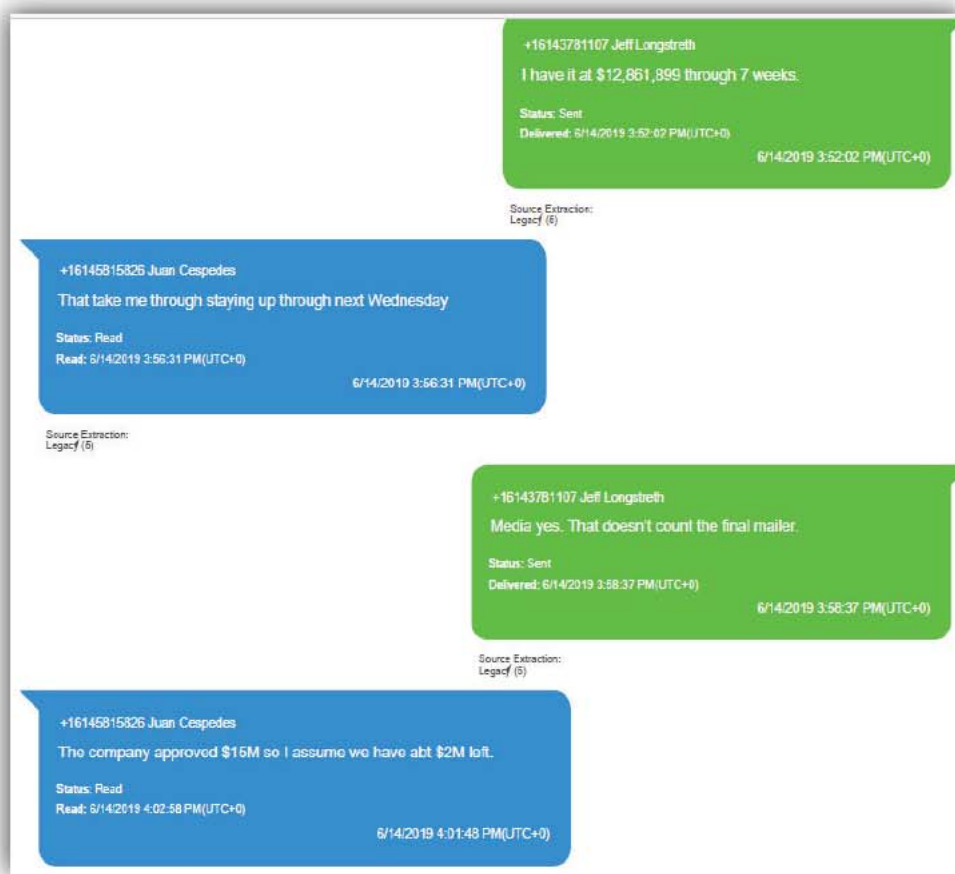 +16143781107 Jeff Longstreth
I have it at $12,861,899 through 7 weeks.
Status: Sent
Delivered: 6/14/2019 3:52:02 PM(UTC+0)
6/14/2019 3:52:02 PM(UTC+0)
Source Extraction:
Legacy (5)
+16145815826 Juan Cespedes
That take me through staying up through next Wednesday
Status: Read
Read: 6/14/2019 3:56:31 PM(UTC+0)
6/14/2019 3:56:31 PM(UTC+0)
Source Extraction:
Legacy (5)
+16143781107 Jeff Longstreth
Media yes. That doesn't count the final mailer.
Status: Sent
Delivered: 6/14/2019 3:58:37 PM(UTC+0)
6/14/2019 3:58:37 PM(UTC+0)
Source Extraction:
Legacy (5)
+16145815826 Juan Cespedes
The company approved $15M so I assume we have abt $2M left.
Status: Read
Read: 6/14/2019 4:02:58 PM(UTC+0)
6/14/2019 4:01:48 PM(UTC+0)